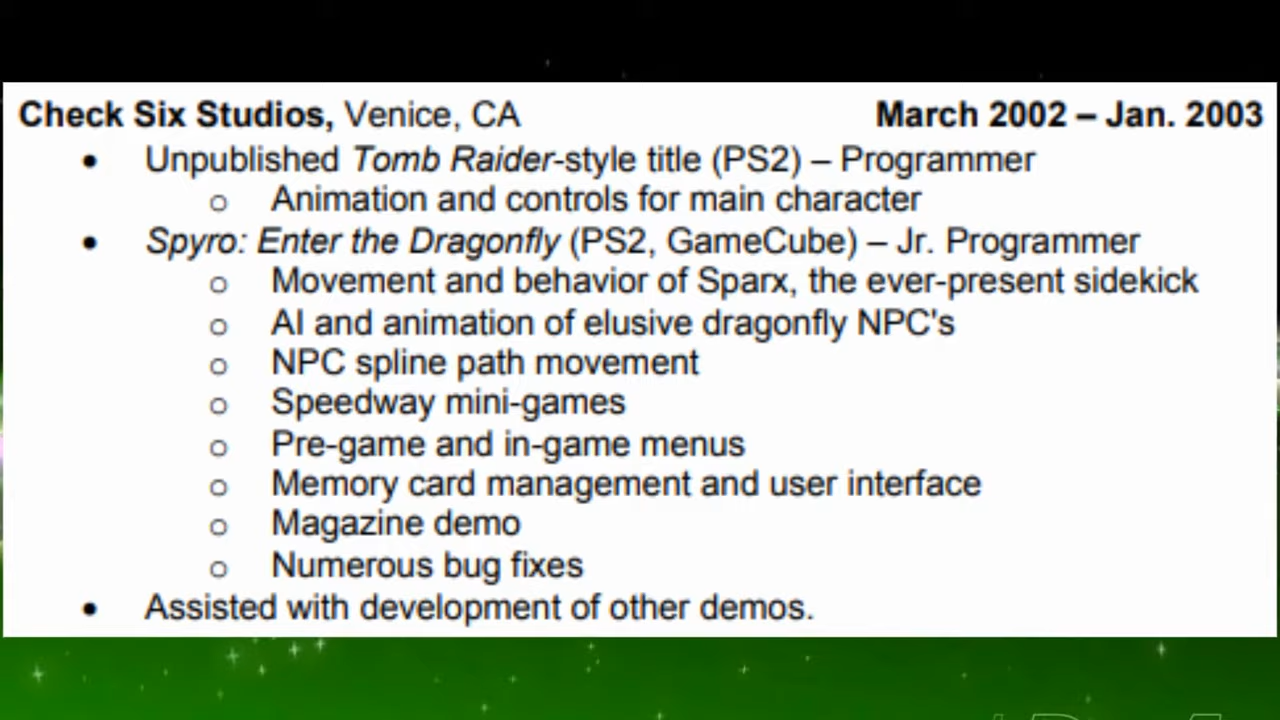 Check Six Studios, Venice, CA March 2002 – Jan. 2003
• Unpublished Tomb Raider-style title (PS2) – Programmer
o Animation and controls for main character
• Spyro: Enter the Dragonfly (PS2, GameCube) – Jr. Programmer
o Movement and behavior of Sparx, the ever-present sidekick
o AI and animation of elusive dragonfly NPC's
o NPC spline path movement
o Speedway mini-games
o Pre-game and in-game menus
o Memory card management and user interface
o Magazine demo
o Numerous bug fixes
• Assisted with development of other demos.